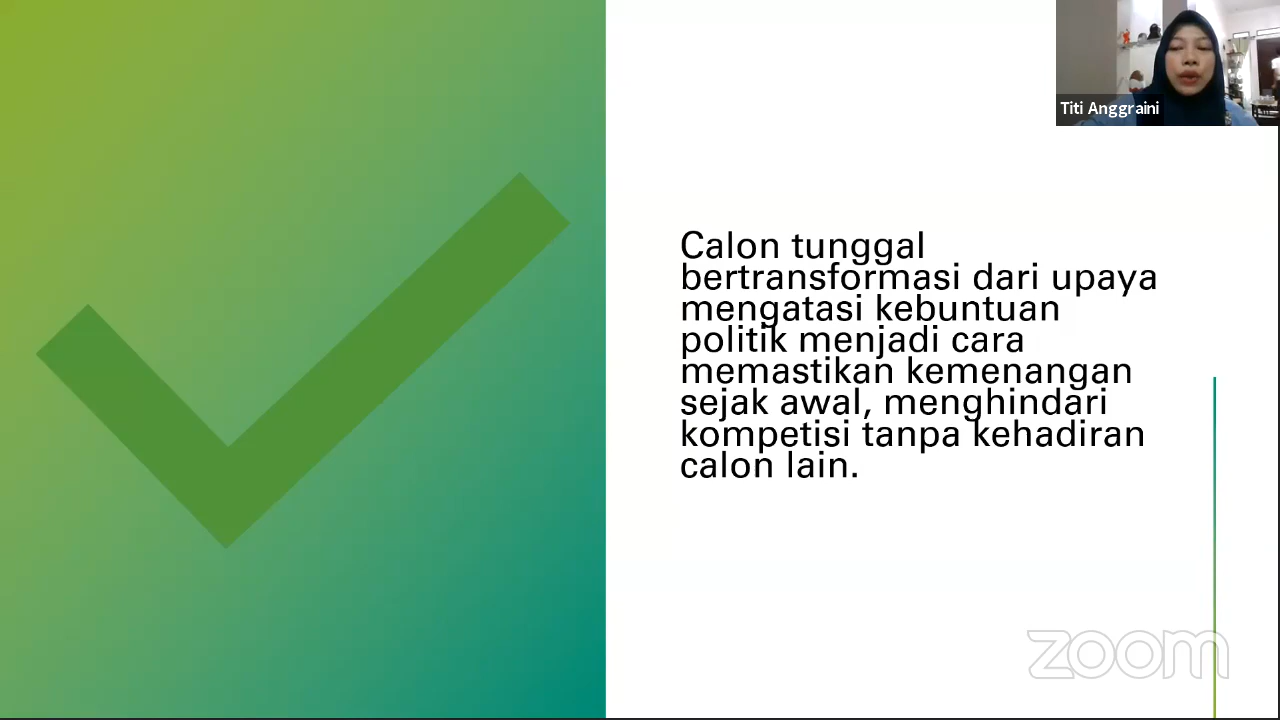 Titi Anggraini
Calon tunggal
bertransformasi dari upaya
mengatasi kebuntuan
politik menjadi cara
memastikan kemenangan
sejak awal, menghindari
kompetisi tanpa kehadiran
calon lain.
zoom